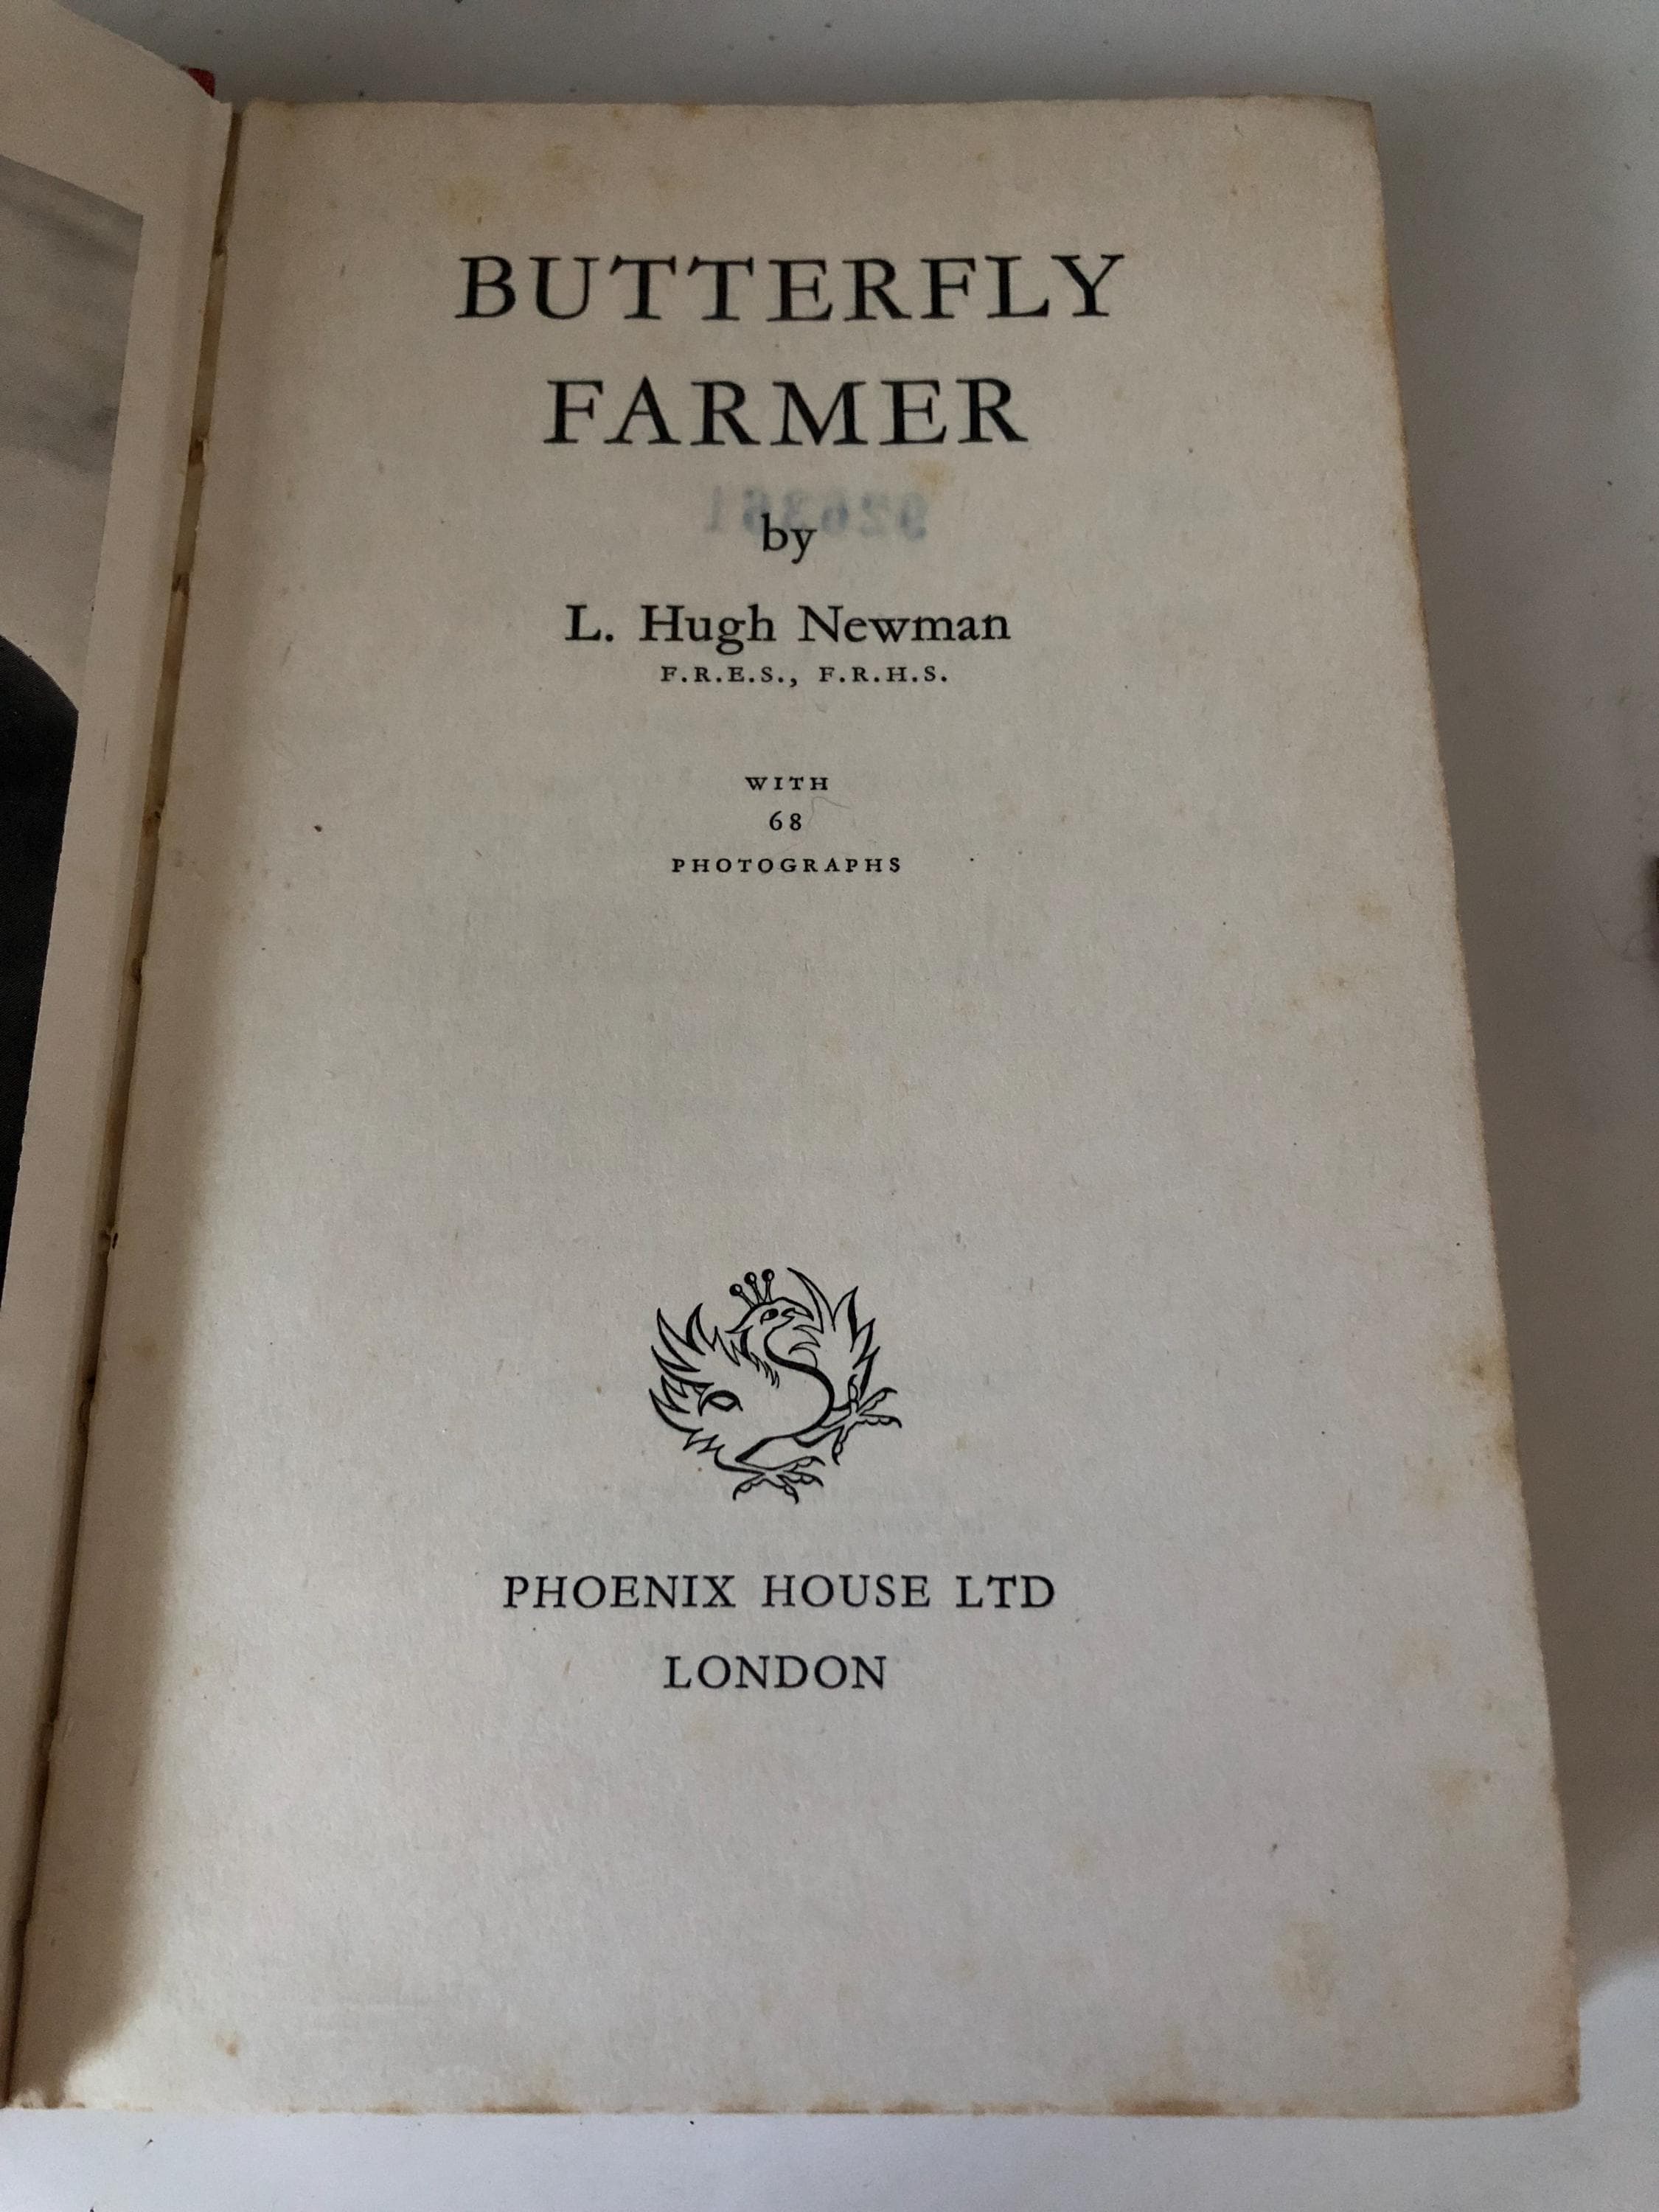 BUTTERFLY
FARMER
by
L. Hugh Newman
F.R.E.S., F.R.H.S.
WITH
68
PHOTOGRAPHS
PHOENIX HOUSE LTD
LONDON